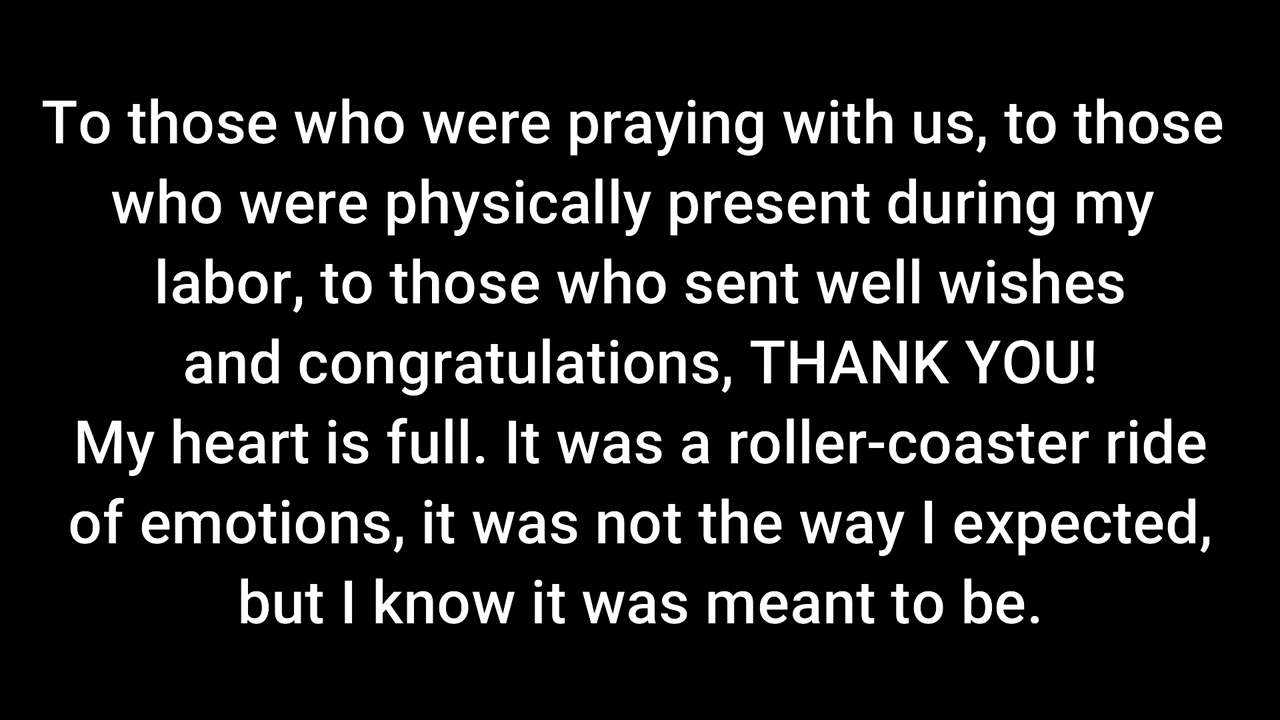 To those who were praying with us, to those
who were physically present during my
labor, to those who sent well wishes
and congratulations, THANK YOU!
My heart is full. It was a roller-coaster ride
of emotions, it was not the way I expected,
but I know it was meant to be.